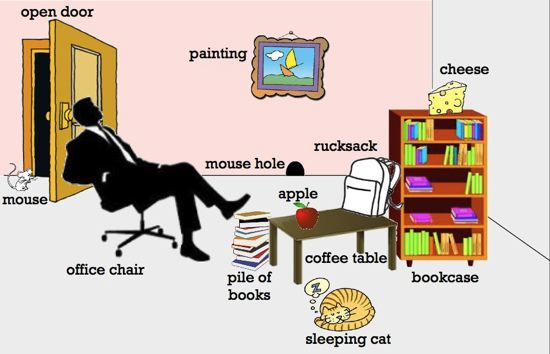 open door
painting
cheese
rucksack
mouse hole
apple
mouse
office chair
pile of
books
coffee table
bookcase
Z
sleeping cat